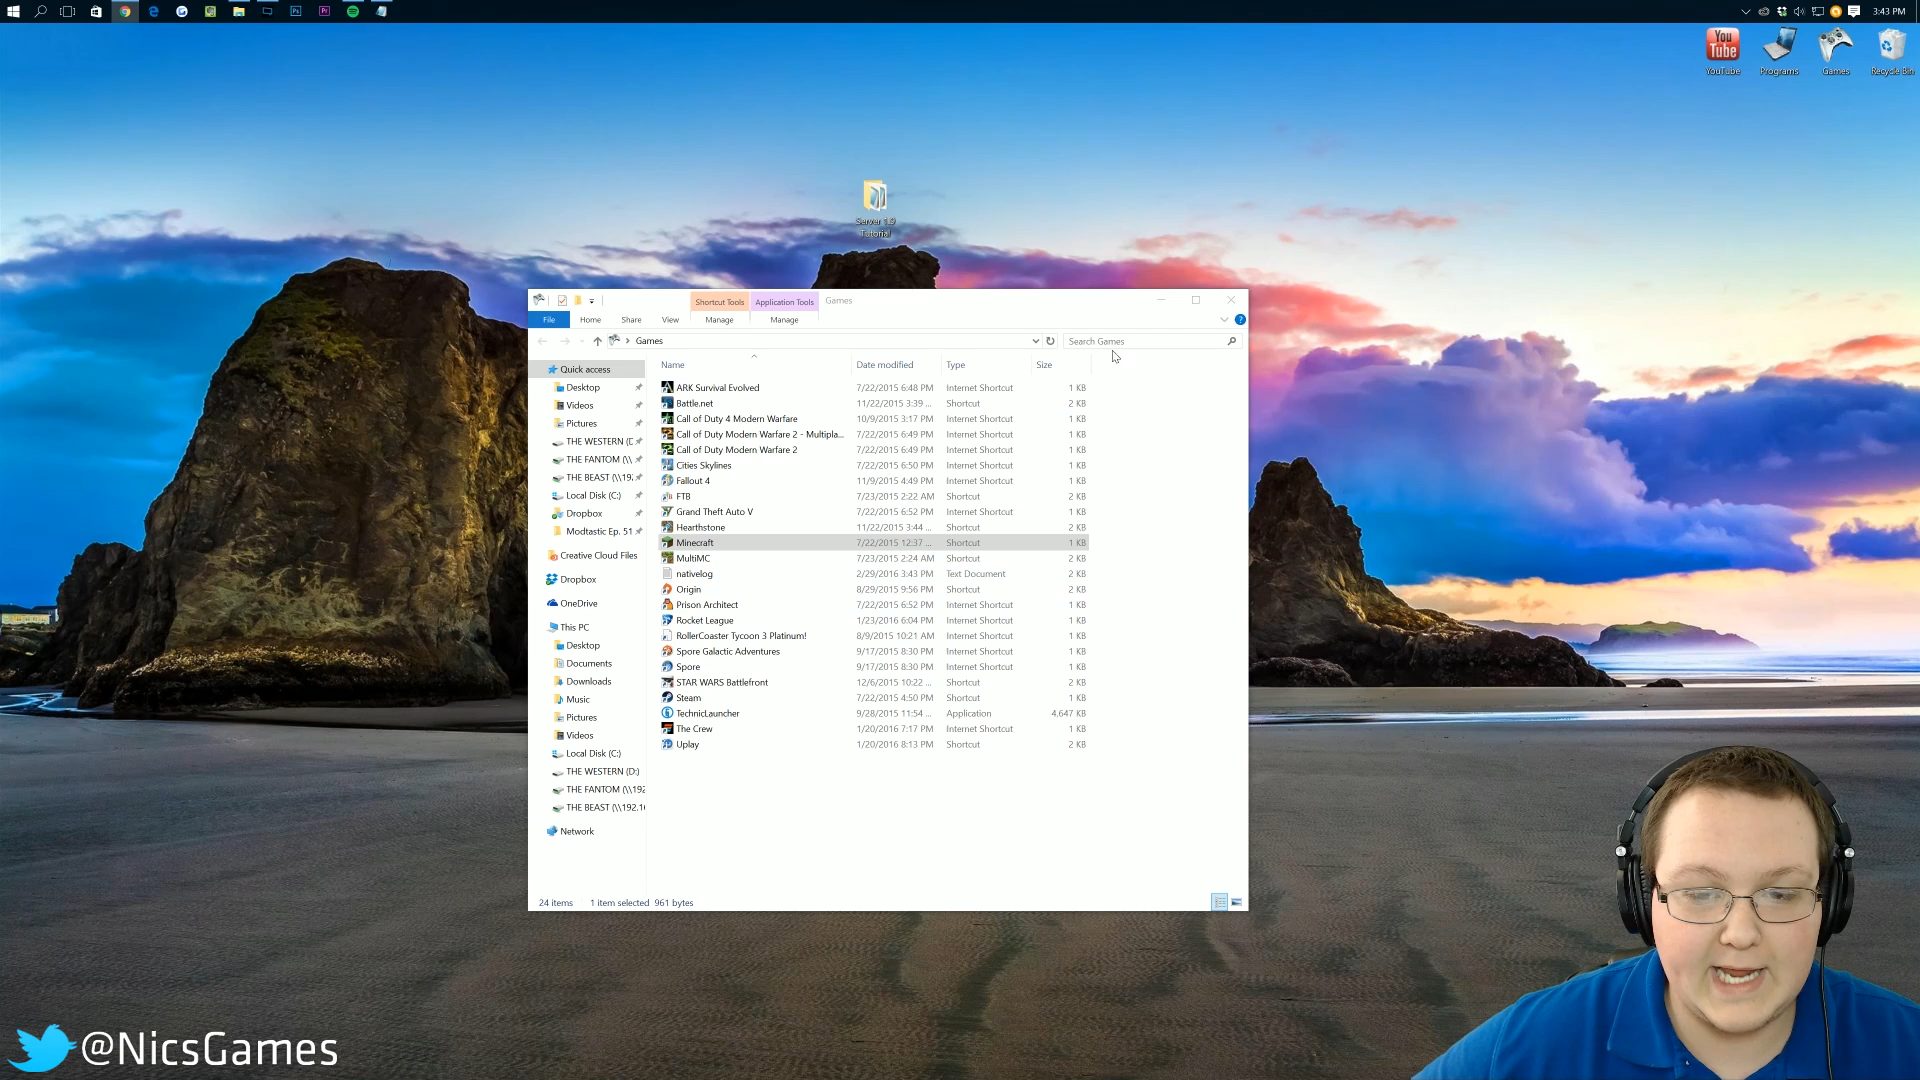 3:43 PM
You
Tube
YouTube
Programs
Games
Recycle Bin
Server 1.9
Tutorial
Shortcut Tools
Application Tools
Games
File
Home
Share
View
Manage
Manage
Games
Search Games
Name
Date modified
Type
Size
Quick access
Desktop
Videos
Pictures
THE WESTERN (D
THE FANTOM (\\
THE BEAST (\\19.
Local Disk (C:)
Dropbox
Modtastic Ep. 51
Creative Cloud Files
Dropbox
OneDrive
This PC
Desktop
Documents
Downloads
Music
Pictures
Videos
Local Disk (C:)
THE WESTERN (D:)
THE FANTOM (\\192
THE BEAST (\\192.16
Network
ARK Survival Evolved 7/22/2015 6:48 PM Internet Shortcut 1 KB
Battle.net 11/22/2015 3:39 ... Shortcut 2 KB
Call of Duty 4 Modern Warfare 10/9/2015 3:17 PM Internet Shortcut 1 KB
Call of Duty Modern Warfare 2 - Multipla... 7/22/2015 6:49 PM Internet Shortcut 1 KB
Call of Duty Modern Warfare 2 7/22/2015 6:49 PM Internet Shortcut 1 KB
Cities Skylines 7/22/2015 6:50 PM Internet Shortcut 1 KB
Fallout 4 11/9/2015 4:49 PM Internet Shortcut 1 KB
FTB 7/23/2015 2:22 AM Shortcut 2 KB
Grand Theft Auto V 7/22/2015 6:52 PM Internet Shortcut 1 KB
Hearthstone 11/22/2015 3:44 ... Shortcut 2 KB
Minecraft 7/22/2015 12:37 ... Shortcut 1 KB
MultiMC 7/23/2015 2:24 AM Shortcut 2 KB
nativelog 2/29/2016 3:43 PM Text Document 2 KB
Origin 8/29/2015 9:56 PM Shortcut 2 KB
Prison Architect 7/22/2015 6:52 PM Internet Shortcut 1 KB
Rocket League 1/23/2016 6:04 PM Internet Shortcut 1 KB
RollerCoaster Tycoon 3 Platinum! 8/9/2015 10:21 AM Internet Shortcut 1 KB
Spore Galactic Adventures 9/17/2015 8:30 PM Internet Shortcut 1 KB
Spore 9/17/2015 8:30 PM Internet Shortcut 1 KB
STAR WARS Battlefront 12/6/2015 10:22 ... Shortcut 2 KB
Steam 7/22/2015 4:50 PM Shortcut 1 KB
TechnicLauncher 9/28/2015 11:54 ... Application 4,647 KB
The Crew 1/20/2016 7:17 PM Internet Shortcut 1 KB
Uplay 1/20/2016 8:13 PM Shortcut 2 KB
24 items 1 item selected 961 bytes
@NicsGames